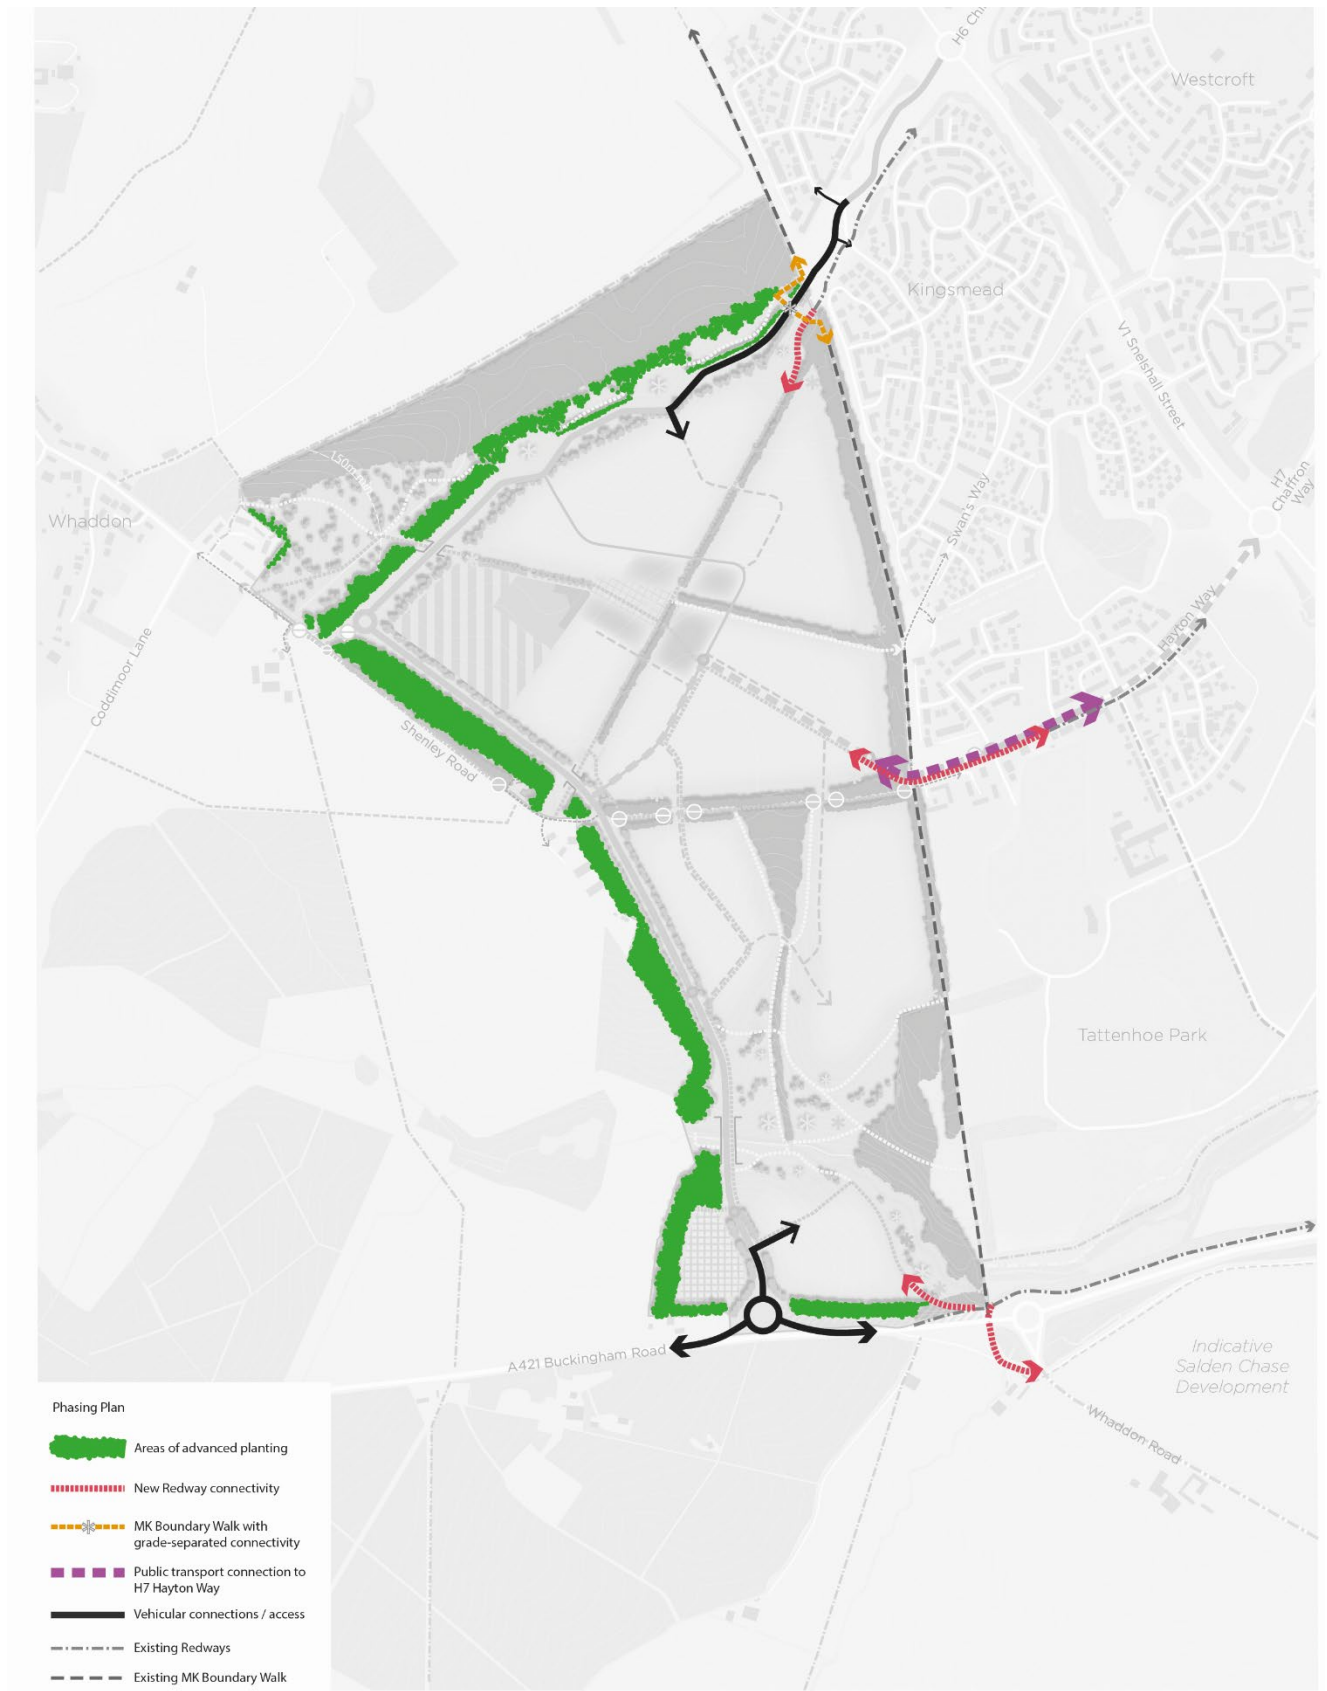 H6 Chi
Westcroft
Kingsmead
V1 Snelshall Street
150m
Whaddon
H7
Chaffron
Way
Swan's Way
Hayton Way
Coddimoor Lane
Shenley Road
Tattenhoe Park
A421 Buckingham Road
Indicative
Salden Chase
Development
Whaddon Road
Phasing Plan
Areas of advanced planting
New Redway connectivity
MK Boundary Walk with
grade-separated connectivity
Public transport connection to
H7 Hayton Way
Vehicular connections / access
Existing Redways
Existing MK Boundary Walk